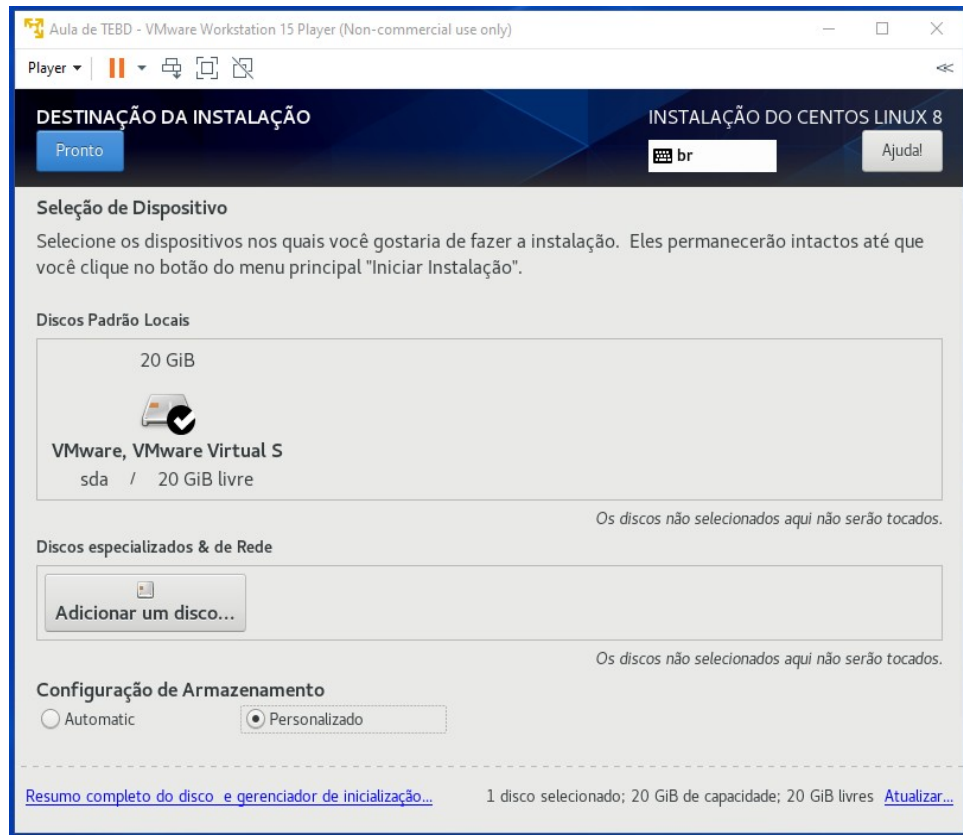 Aula de TEBD - VMware Workstation 15 Player (Non-commercial use only)
Player
DESTINAÇÃO DA INSTALAÇÃO
INSTALAÇÃO DO CENTOS LINUX 8
Pronto
br
Ajuda!
Seleção de Dispositivo
Selecione os dispositivos nos quais você gostaria de fazer a instalação. Eles permanecerão intactos até que
você clique no botão do menu principal "Iniciar Instalação".
Discos Padrão Locais
20 GiB
VMware, VMware Virtual S
sda / 20 GiB livre
Os discos não selecionados aqui não serão tocados.
Discos especializados & de Rede
Adicionar um disco...
Os discos não selecionados aqui não serão tocados.
Configuração de Armazenamento
Automatic
Personalizado
Resumo completo do disco e gerenciador de inicialização...
1 disco selecionado; 20 GiB de capacidade; 20 GiB livres Atualizar...